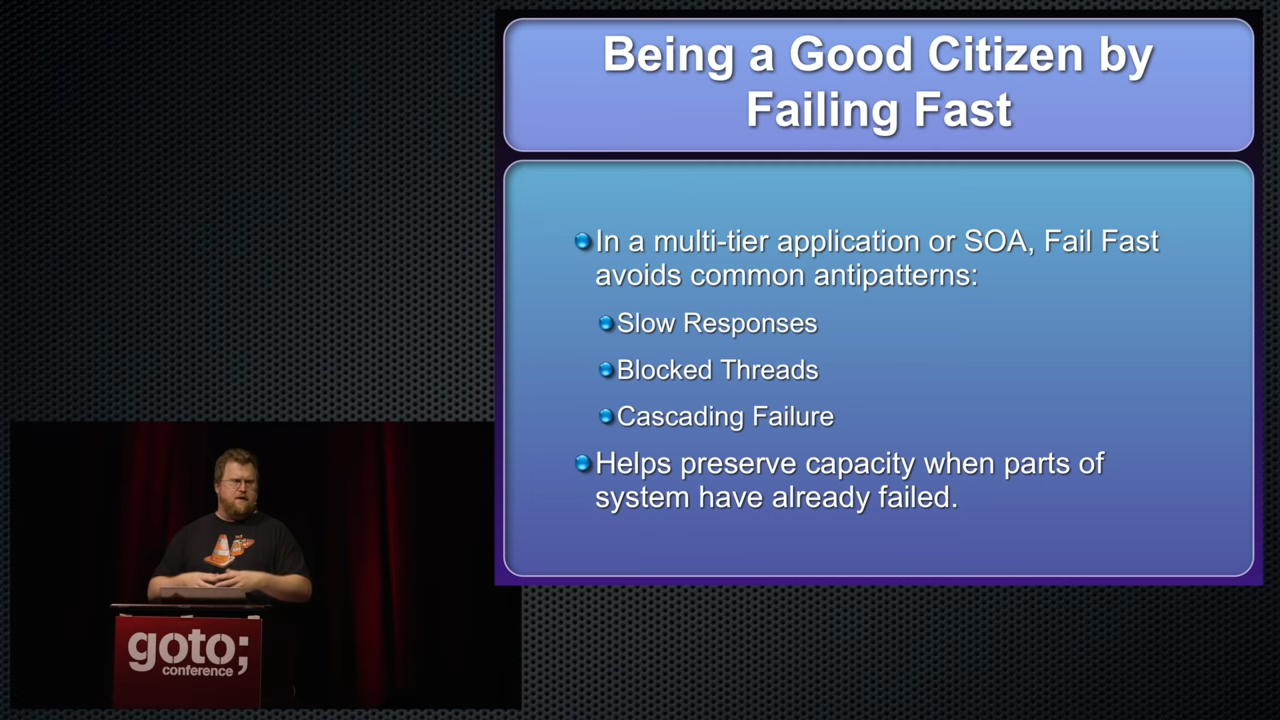 Being a Good Citizen by
Failing Fast
In a multi-tier application or SOA, Fail Fast
avoids common antipatterns:
Slow Responses
Blocked Threads
Cascading Failure
Helps preserve capacity when parts of
system have already failed.
goto;
conference